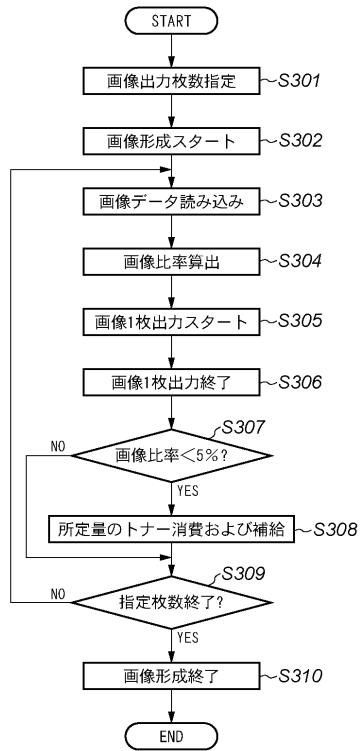 START
画像出力枚数指定 S301
画像形成スタート S302
画像データ読み込み S303
画像比率算出 S304
画像1枚出力スタート S305
画像1枚出力終了 S306
S307
NO 画像比率<5%?
YES
所定量のトナー消費および補給 S308
S309
NO 指定枚数終了?
YES
画像形成終了 S310
END